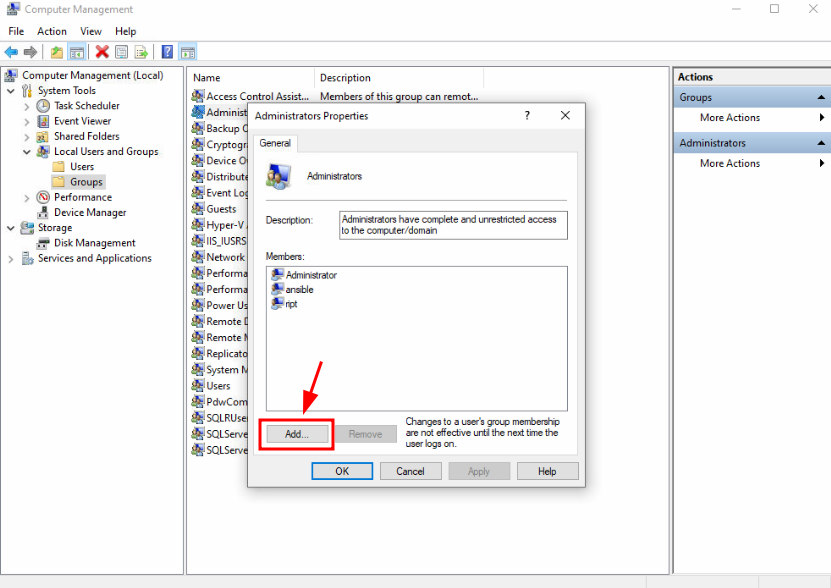 Computer Management
File Action View Help
Computer Management (Local)
System Tools
Task Scheduler
Event Viewer
Shared Folders
Local Users and Groups
Users
Groups
Performance
Device Manager
Storage
Disk Management
Services and Applications
Name Description
Access Control Assist... Members of this group can remot...
Administ
Backup O
Cryptogr
Device O
Distribute
Event Log
Guests
Hyper-V
IIS_IUSRS
Network
Performa
Performa
Power Us
Remote D
Remote M
Replicato
System M
Users
PdwCom
SQLRUse
SQLServe
SQLServe
Administrators Properties ?
General
Administrators
Description: Administrators have complete and unrestricted access
to the computer/domain
Members:
Administrator
ansible
ript
Add... Remove
Changes to a user's group membership
are not effective until the next time the
user logs on.
OK Cancel Apply Help
Actions
Groups
More Actions
Administrators
More Actions